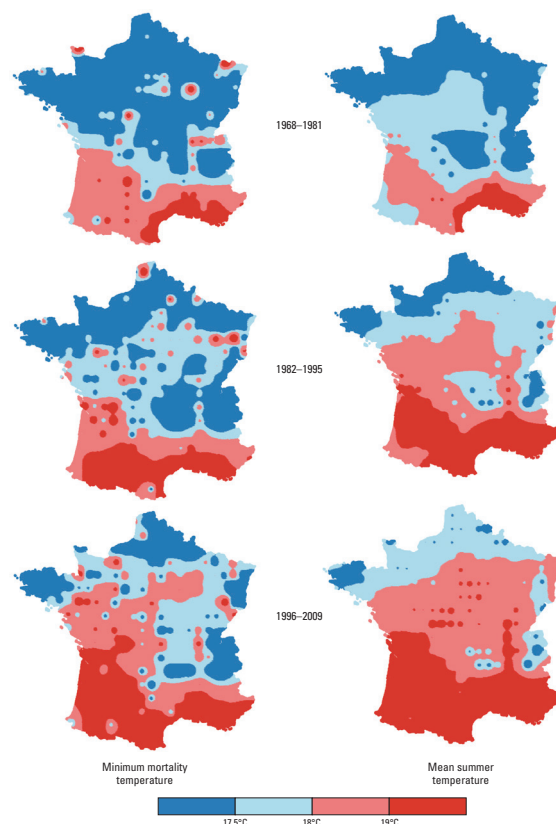 1968–1981
1982–1995
1996–2009
Minimum mortality
temperature
Mean summer
temperature
17.5°C 18°C 19°C